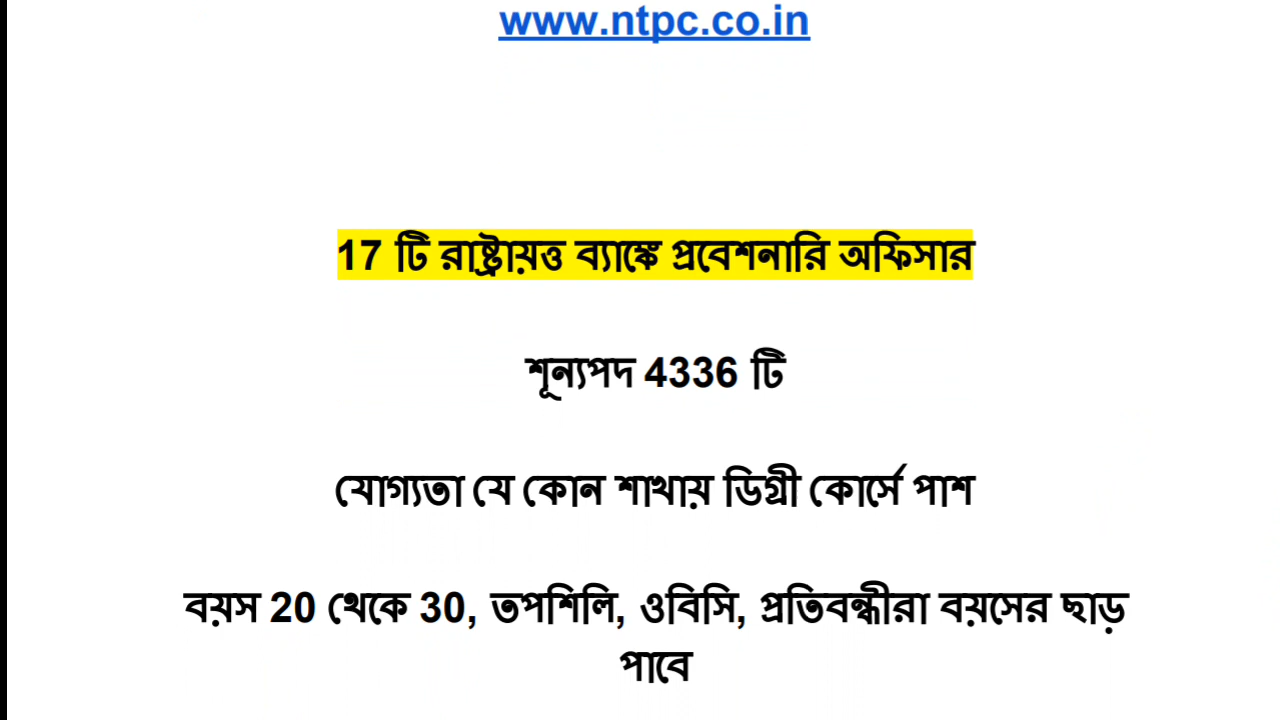 www.ntpc.co.in
17 টি রাষ্ট্রায়ত্ত ব্যাঙ্কে প্রবেশনারি অফিসার
শূন্যপদ 4336 টি
যোগ্যতা যে কোন শাখায় ডিগ্রী কোর্সে পাশ
বয়স 20 থেকে 30, তপশিলি, ওবিসি, প্রতিবন্ধীরা বয়সের ছাড়
পাবে